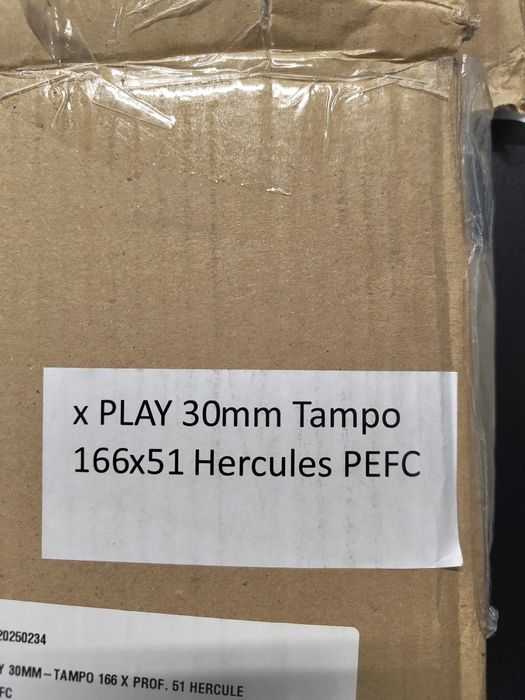 x PLAY 30mm Tampo
166x51 Hercules PEFC
20250234
Y 30MM-TAMPO 166 X PROF. 51 HERCULE
FC